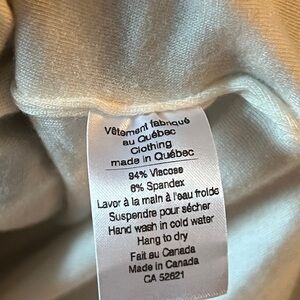 Vêtement fabriqué
au Québec
Clothing
made in Québec
94% Viscose
6% Spandex
Lavor à la main à l'eau froide
Suspendre pour sécher
Hand wash in cold water
Hang to dry
Fait au Canada
Made in Canada
CA 52621